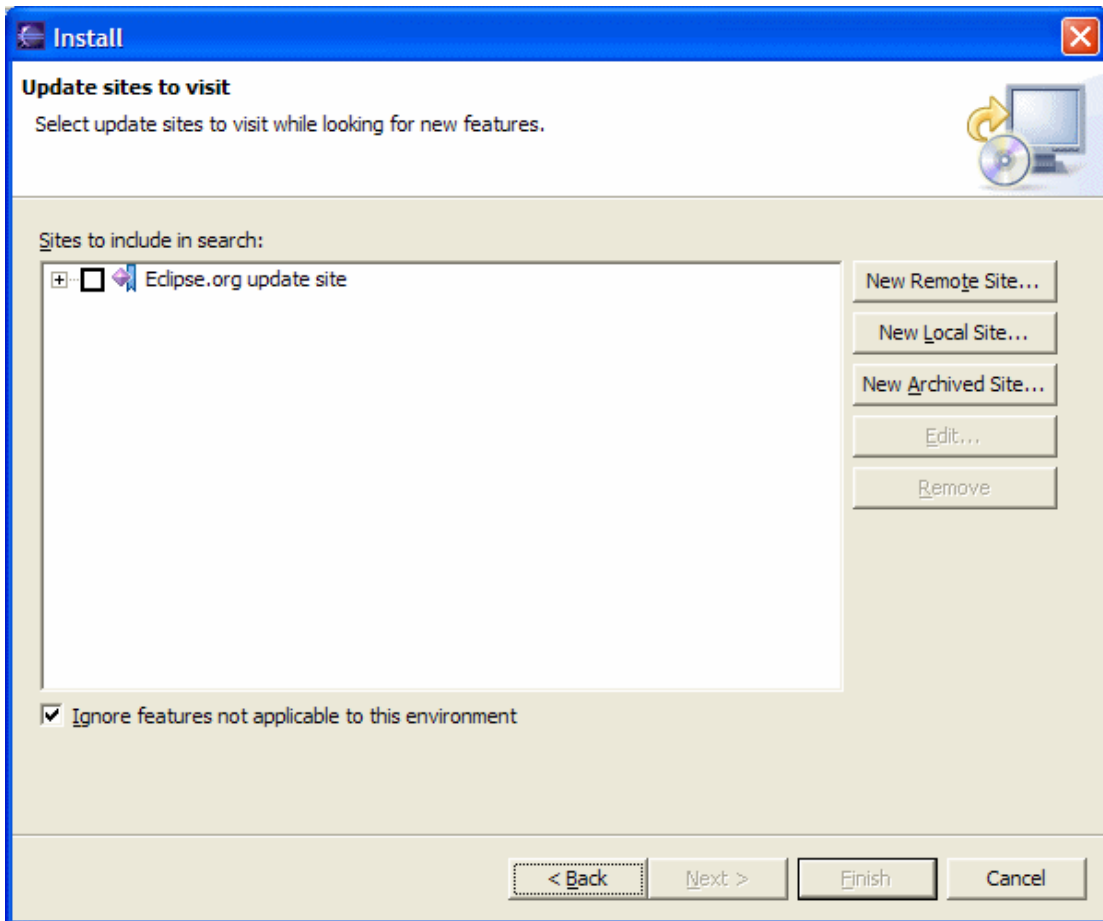 Install
Update sites to visit
Select update sites to visit while looking for new features.
Sites to include in search:
Eclipse.org update site
New Remote Site...
New Local Site...
New Archived Site...
Edit...
Remove
Ignore features not applicable to this environment
< Back
Next >
Finish
Cancel